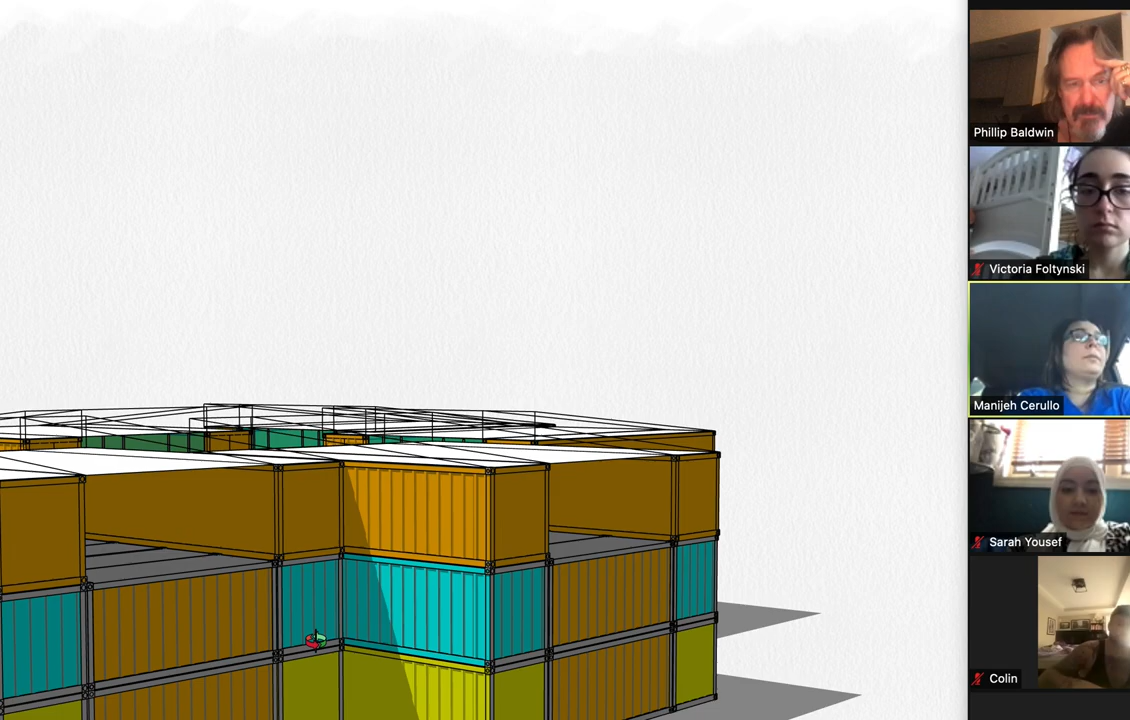 Phillip Baldwin
Victoria Foltynski
Manijeh Cerullo
Sarah Yousef
Colin